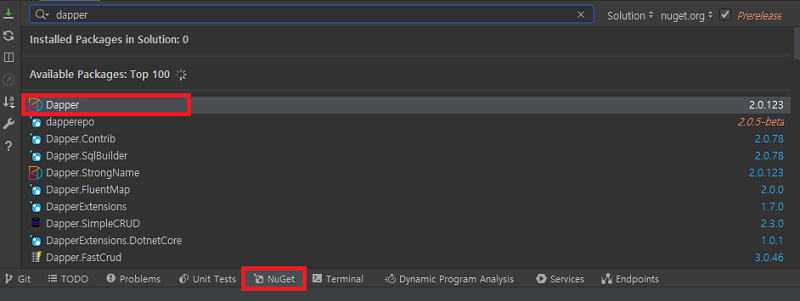 dapper Solution nuget.org Prerelease
Installed Packages in Solution: 0
Available Packages: Top 100
Dapper 2.0.123
dapperepo 2.0.5-beta
Dapper.Contrib 2.0.78
Dapper.SqlBuilder 2.0.78
Dapper.StrongName 2.0.123
Dapper.FluentMap 2.0.0
DapperExtensions 1.7.0
Dapper.SimpleCRUD 2.3.0
DapperExtensions.DotnetCore 1.0.1
Dapper.FastCrud 3.0.46
Git TODO Problems Unit Tests NuGet Terminal Dynamic Program Analysis Services Endpoints